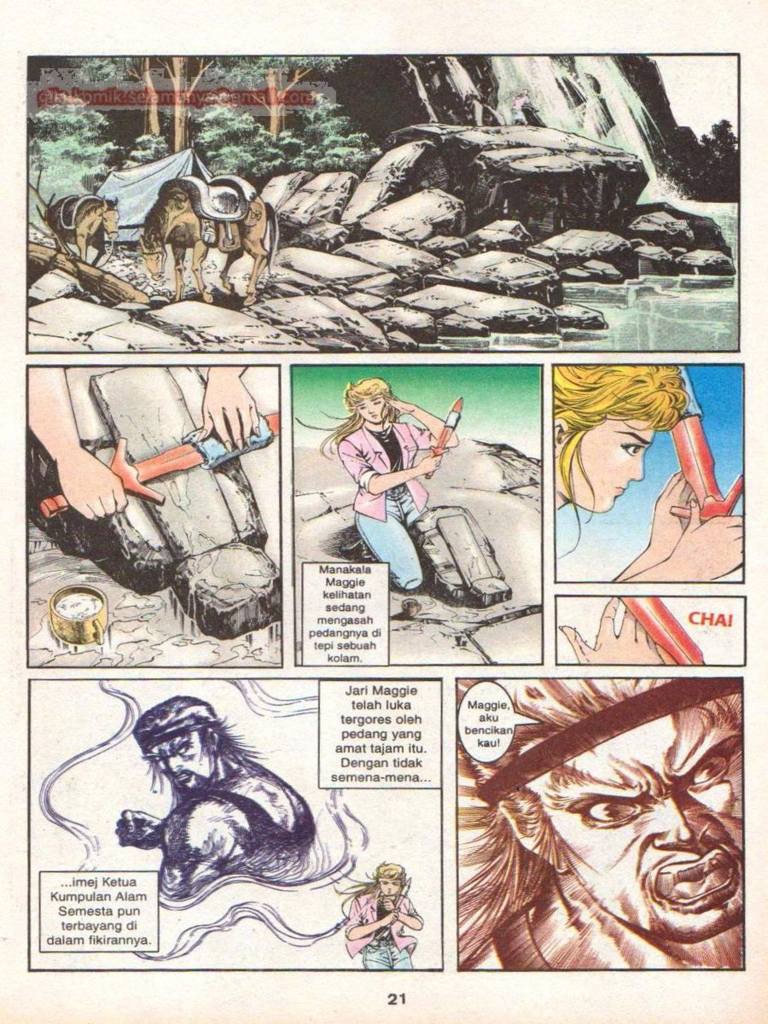 Manakala
Maggie
kelihatan
sedang
mengasah
pedangnya di
tepi sebuah
kolam.
CHAI
Jari Maggie
telah luka
tergores oleh
pedang yang
amat tajam itu.
Dengan tidak
semena-mena...
...imej Ketua
Kumpulan Alam
Semesta pun
terbayang di
dalam fikirannya.
Maggie,
aku
bencikan
kau!
21